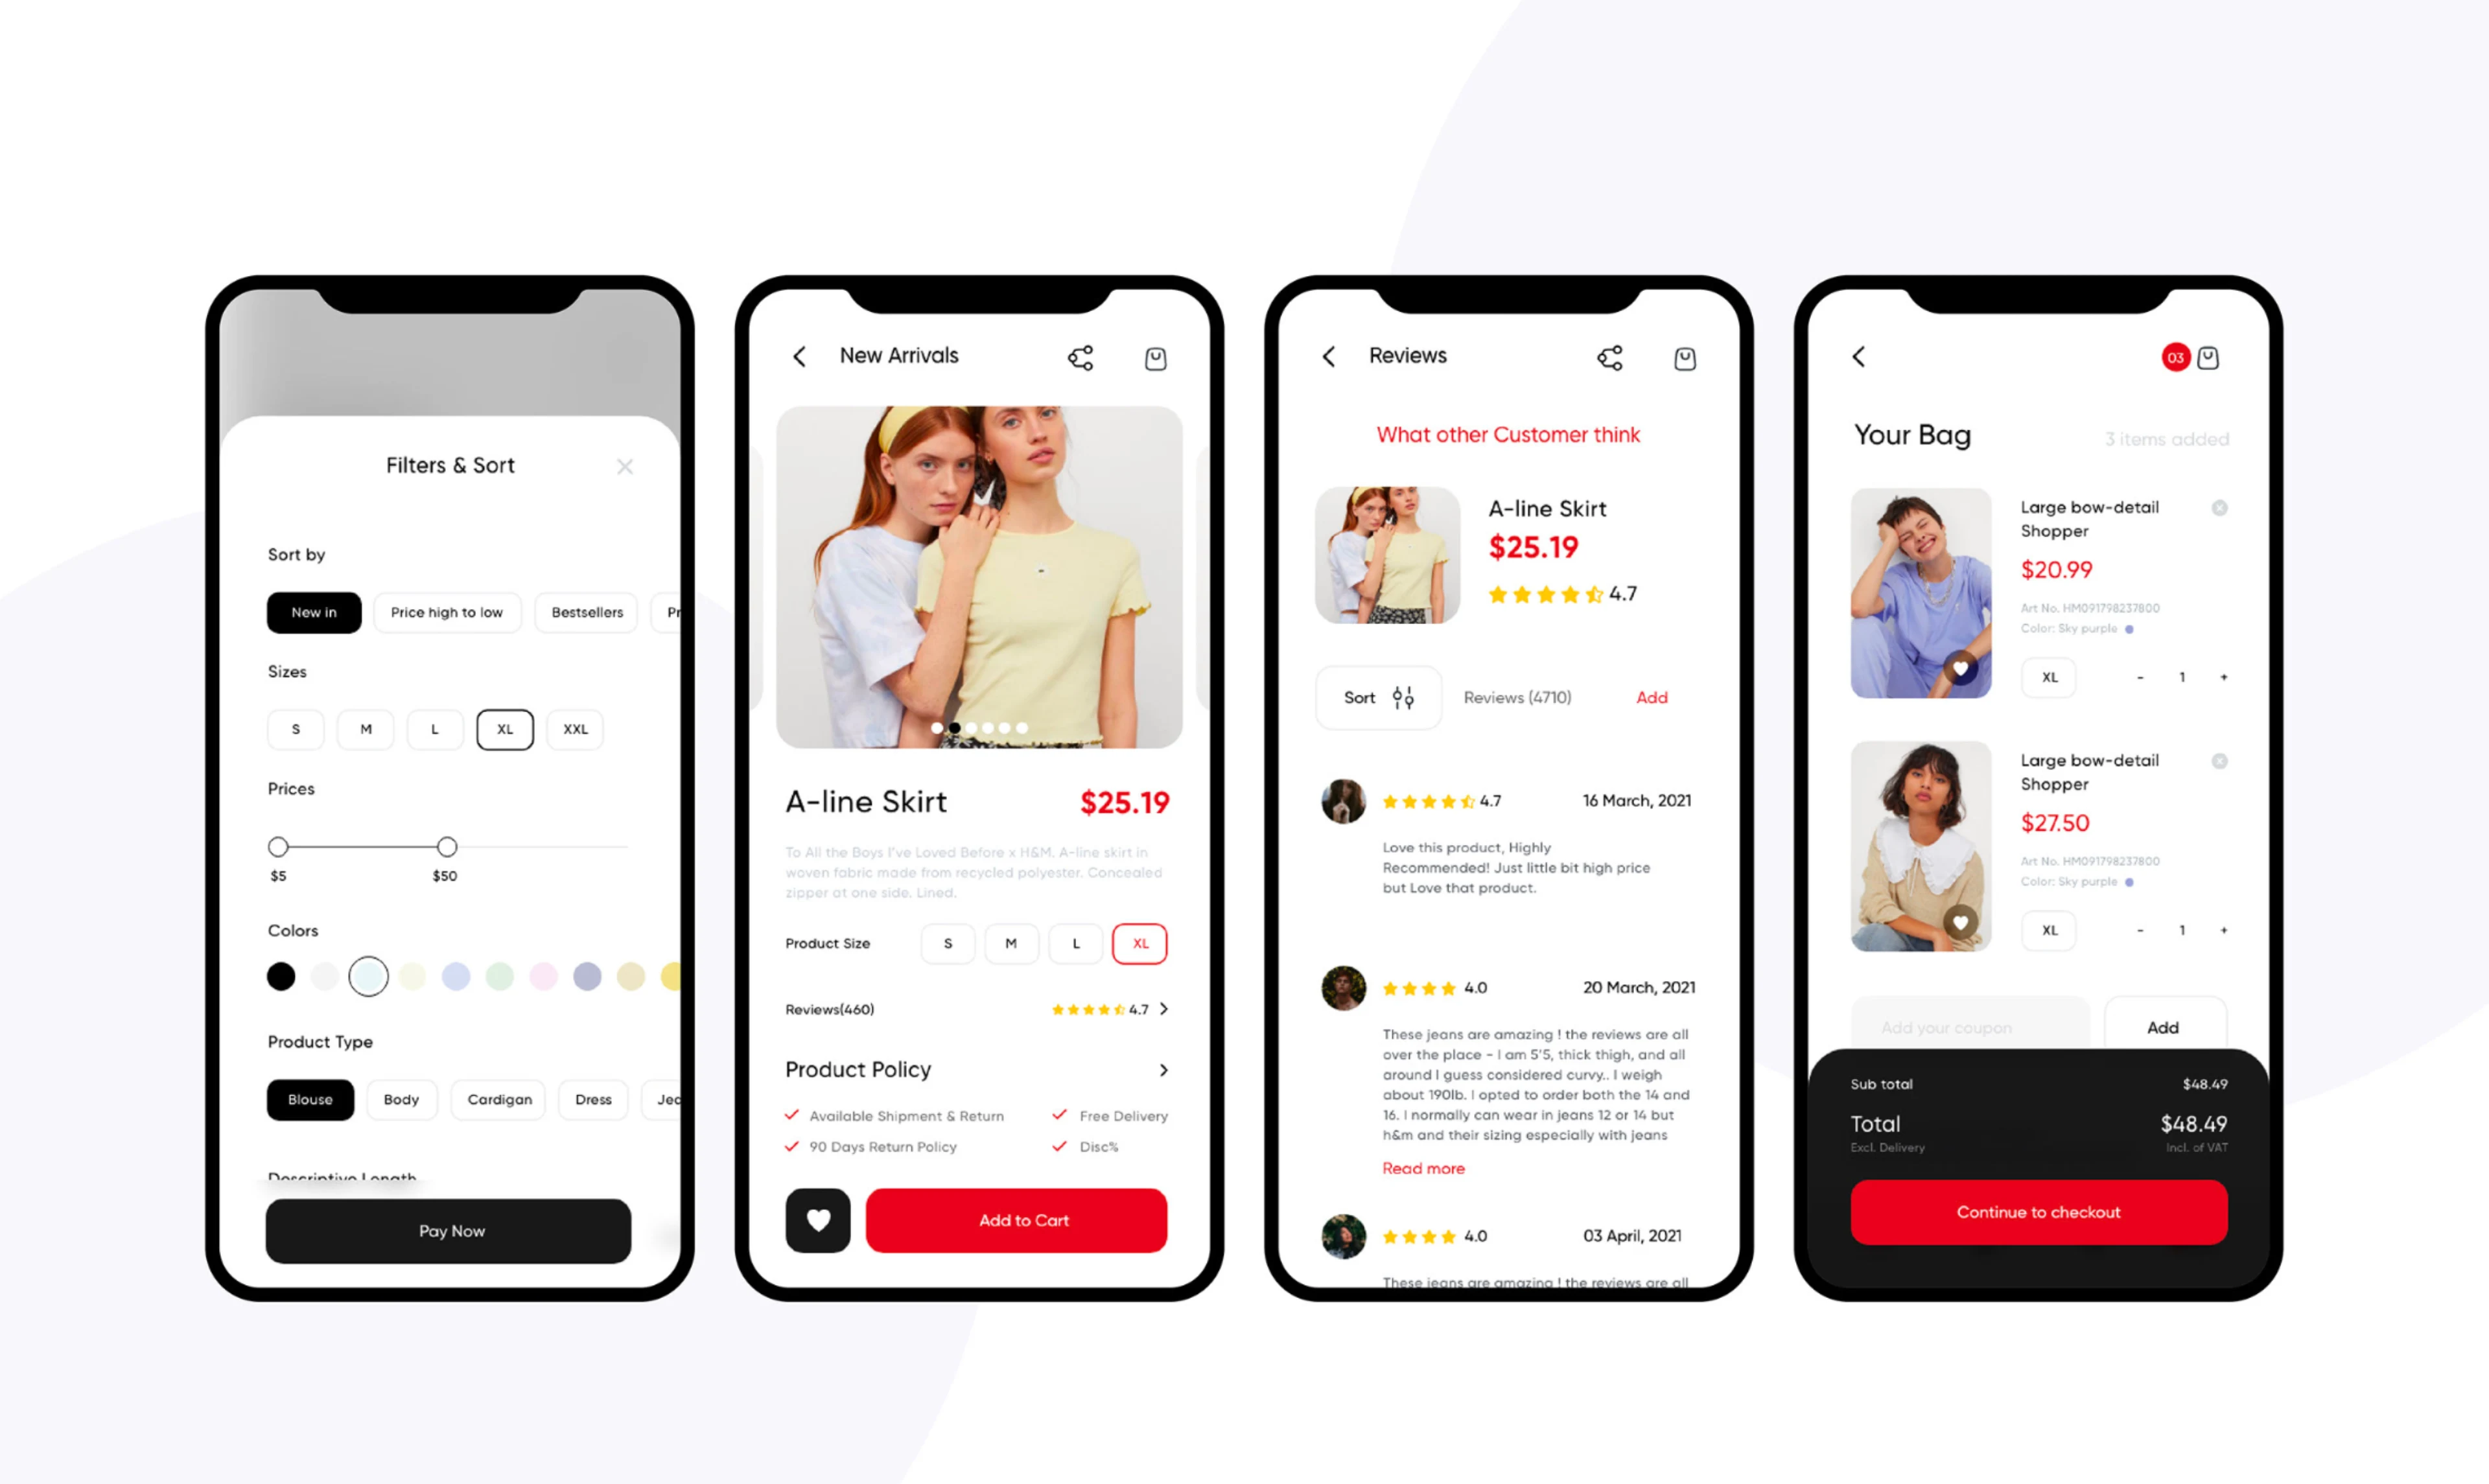 Filters & Sort
Sort by
New in
Price high to low
Bestsellers
Pr
Sizes
S
M
L
XL
XXL
Prices
$5
$50
Colors
Product Type
Blouse
Body
Cardigan
Dress
Jea
Descriptive Length
Pay Now
New Arrivals
A-line Skirt
$25.19
To All the Boys I've Loved Before x H&M. A-line skirt in
woven fabric made from recycled polyester. Concealed
zipper at one side. Lined.
Product Size
S
M
L
XL
Reviews(460)
4.7
Product Policy
Available Shipment & Return
Free Delivery
90 Days Return Policy
Disc%
Add to Cart
Reviews
What other Customer think
A-line Skirt
$25.19
4.7
Sort
Reviews (4710)
Add
4.7
16 March, 2021
Love this product, Highly
Recommended! Just little bit high price
but Love that product.
4.0
20 March, 2021
These jeans are amazing ! the reviews are all
over the place - I am 5'5, thick thigh, and all
around I guess considered curvy.. I weigh
about 190lb. I opted to order both the 14 and
16. I normally can wear in jeans 12 or 14 but
h&m and their sizing especially with jeans
Read more
4.0
03 April, 2021
These jeans are amazing ! the reviews are all
03
Your Bag
3 items added
Large bow-detail
Shopper
$20.99
Art No. HM091798237800
Color: Sky purple
XL
- 1 +
Large bow-detail
Shopper
$27.50
Art No. HM091798237800
Color: Sky purple
XL
- 1 +
Add your coupon
Add
Sub total
$48.49
Total
$48.49
Excl. Delivery
Incl. of VAT
Continue to checkout